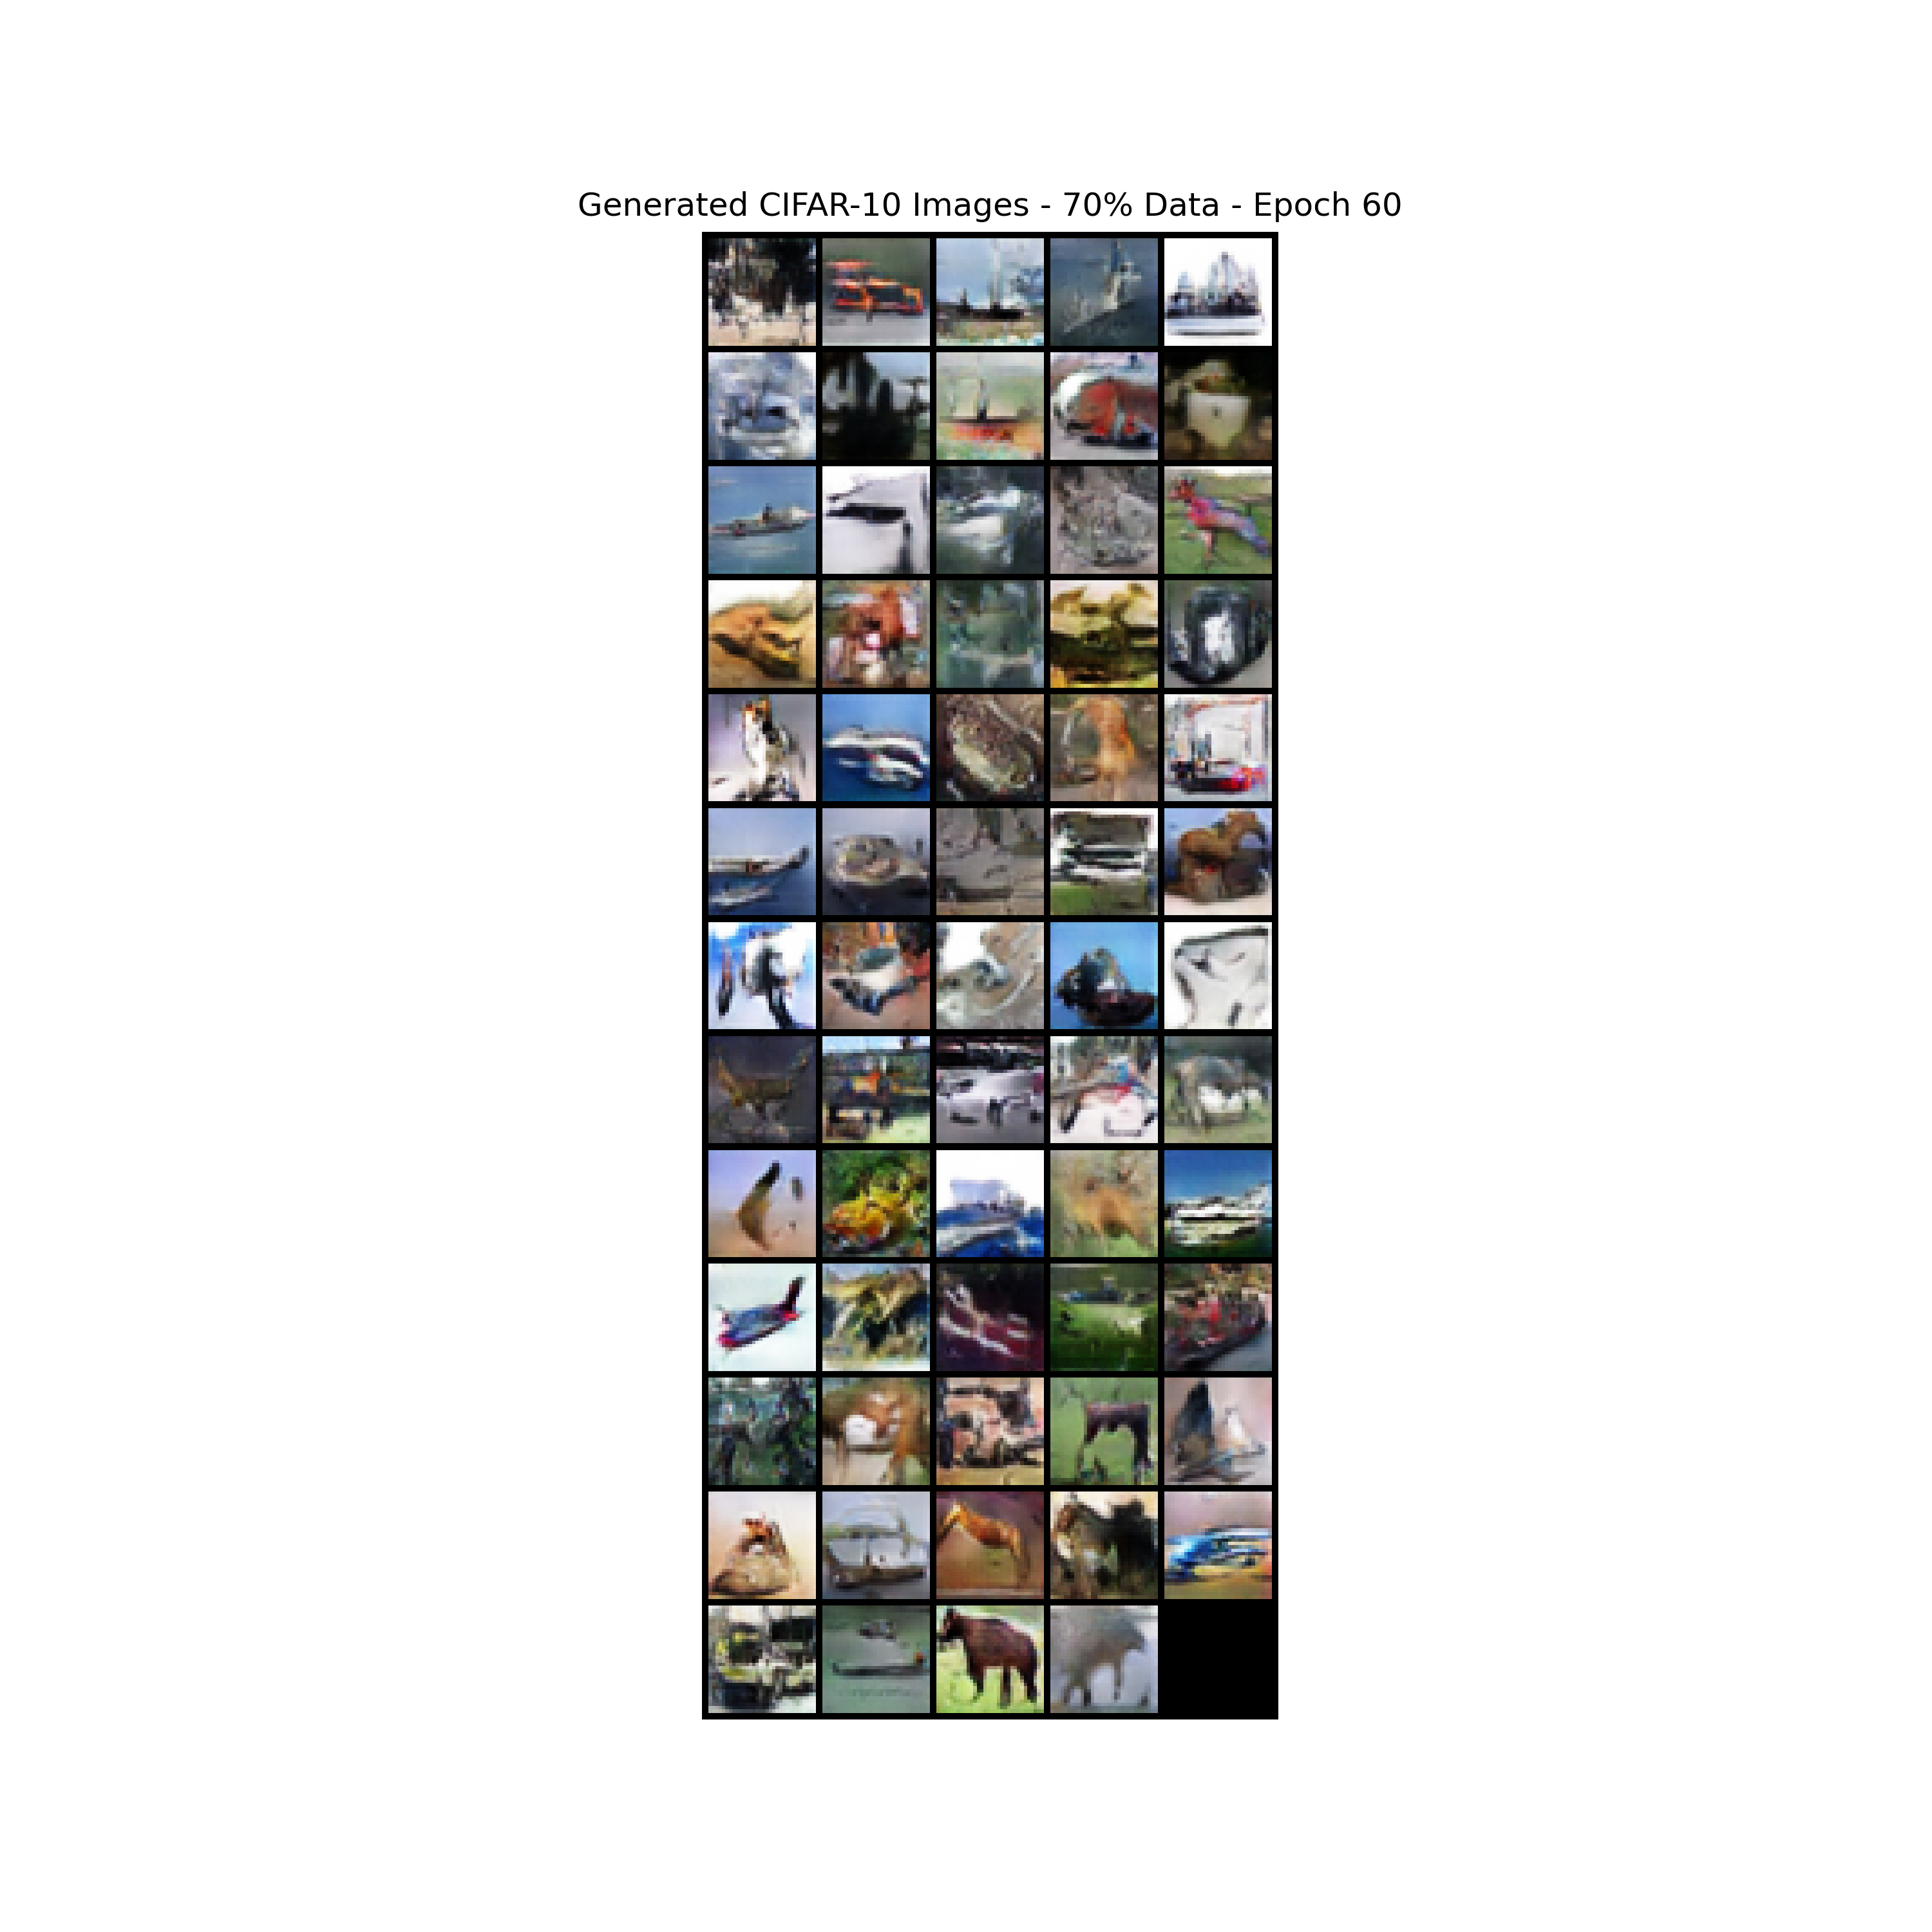 Generated CIFAR-10 Images - 70% Data - Epoch 60